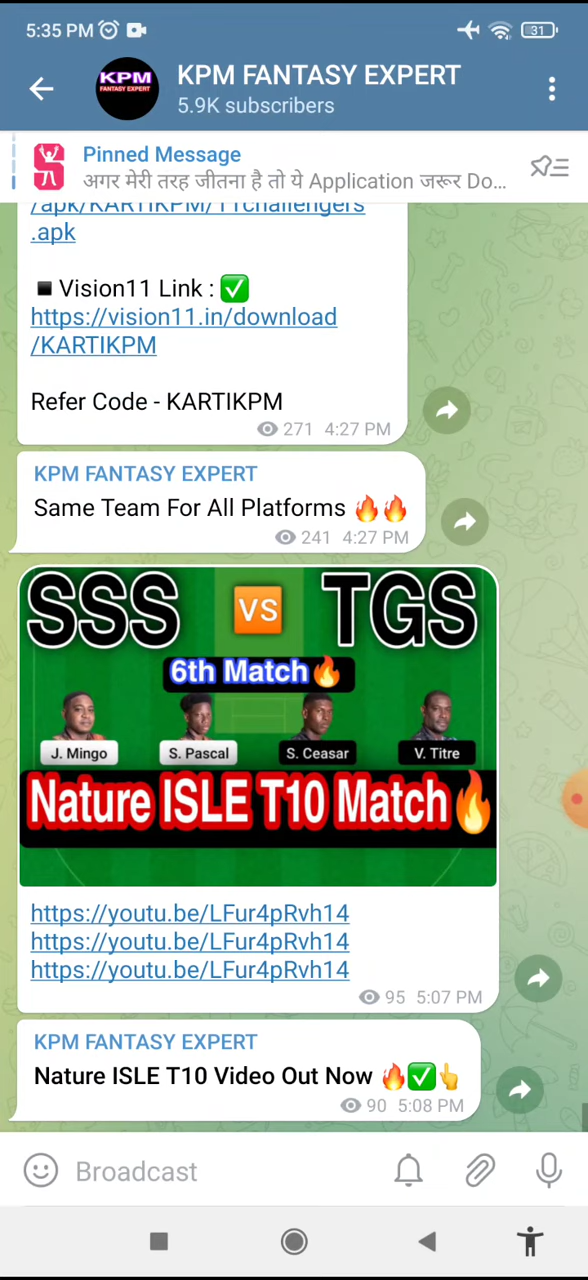 5:35 PM
31
KPM
FANTASY EXPERT
KPM FANTASY EXPERT
5.9K subscribers
Pinned Message
अगर मेरी तरह जीतना है तो ये Application जरूर Do...
/apk/KARTIKPM/11challengers
.apk
Vision11 Link : ✅
https://vision11.in/download
/KARTIKPM
Refer Code - KARTIKPM
271 4:27 PM
KPM FANTASY EXPERT
Same Team For All Platforms 🔥🔥
241 4:27 PM
SSS VS TGS
6th Match🔥
J. Mingo S. Pascal S. Ceasar V. Titre
Nature ISLE T10 Match🔥
https://youtu.be/LFur4pRvh14
https://youtu.be/LFur4pRvh14
https://youtu.be/LFur4pRvh14
95 5:07 PM
KPM FANTASY EXPERT
Nature ISLE T10 Video Out Now 🔥✅👆
90 5:08 PM
Broadcast